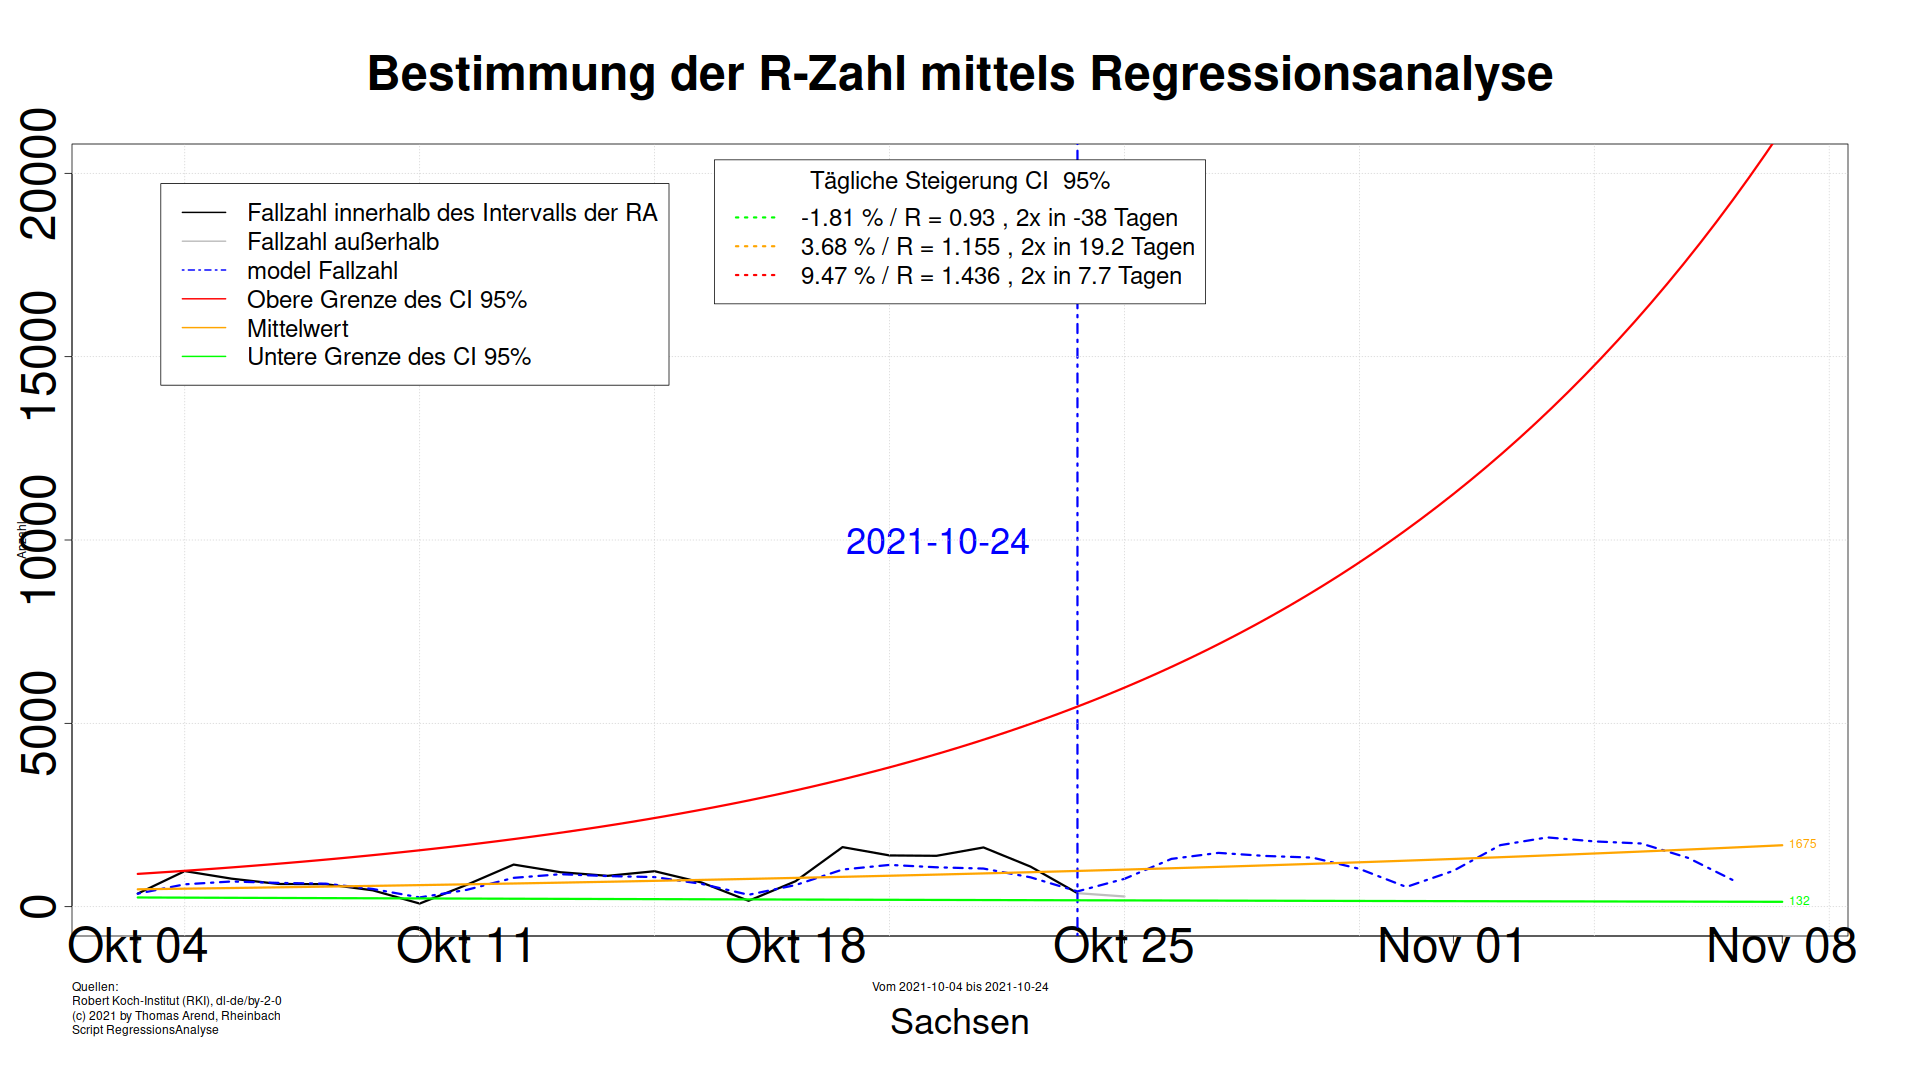 Bestimmung der R-Zahl mittels Regressionsanalyse
20000
15000
10000
5000
0
Anzahl
Fallzahl innerhalb des Intervalls der RA
Fallzahl außerhalb
model Fallzahl
Obere Grenze des CI 95%
Mittelwert
Untere Grenze des CI 95%
Tägliche Steigerung CI  95%
-1.81 % / R = 0.93 , 2x in -38 Tagen
3.68 % / R = 1.155 , 2x in 19.2 Tagen
9.47 % / R = 1.436 , 2x in 7.7 Tagen
2021-10-24
1675
132
Okt 04 Okt 11 Okt 18 Okt 25 Nov 01 Nov 08
Quellen:
Robert Koch-Institut (RKI), dl-de/by-2-0
(c) 2021 by Thomas Arend, Rheinbach
Script RegressionsAnalyse
Vom 2021-10-04 bis 2021-10-24
Sachsen